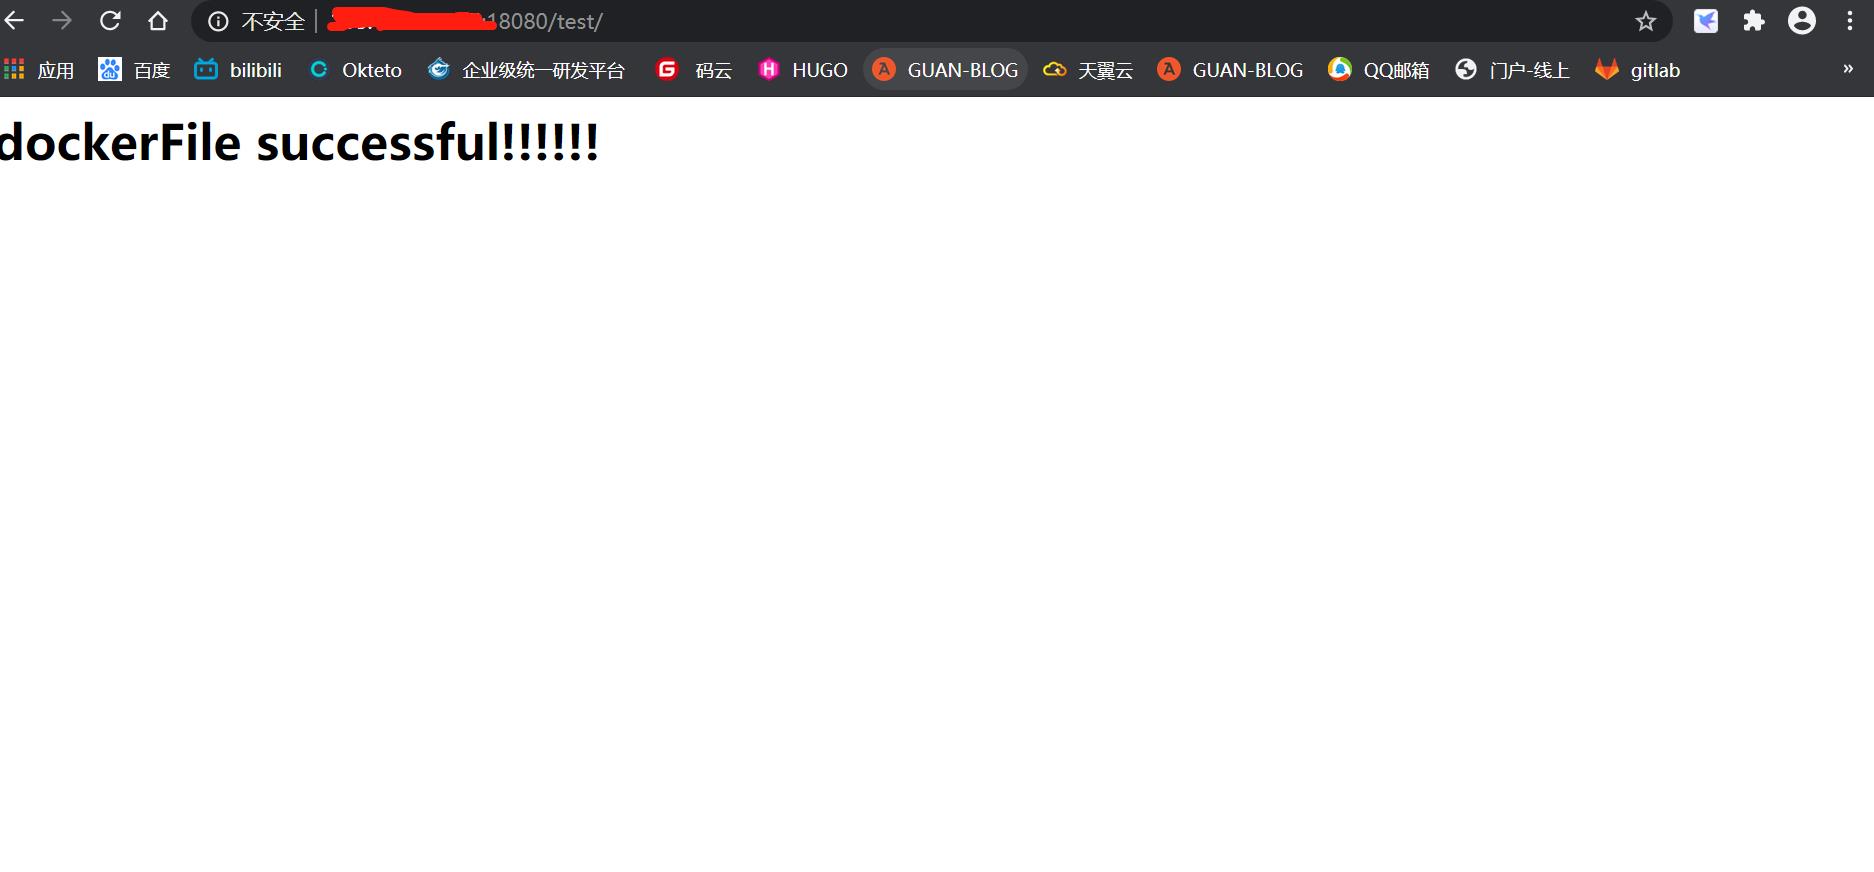 不安全 18080/test/
应用 百度 bilibili Okteto 企业级统一研发平台 码云 HUGO GUAN-BLOG 天翼云 GUAN-BLOG QQ邮箱 门户-线上 gitlab »
dockerFile successful!!!!!!